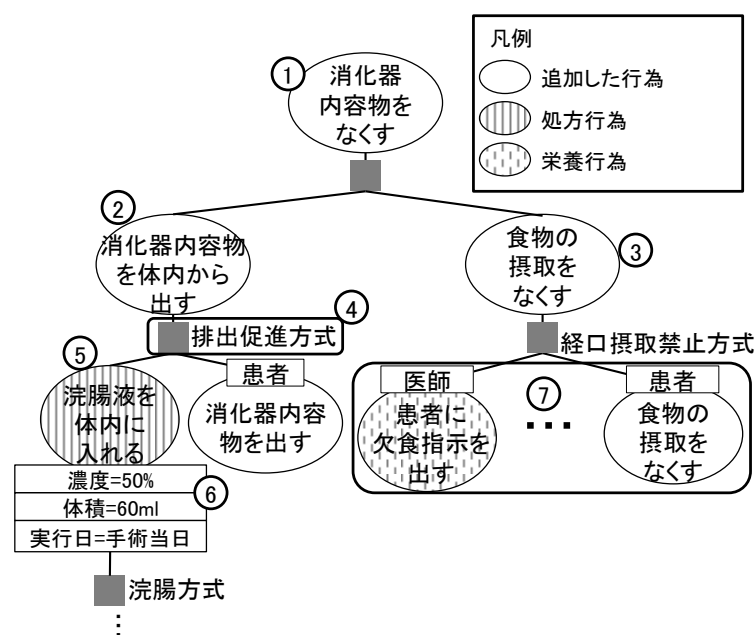 凡例
追加した行為
処方行為
栄養行為
①
消化器
内容物を
なくす
②
消化器内容物
を体内から
出す
食物の
摂取を
なくす
③
④
排出促進方式
経口摂取禁止方式
⑤
浣腸液を
体内に
入れる
患者
消化器内容
物を出す
医師
患者に
欠食指示を
出す
⑦
…
患者
食物の
摂取を
なくす
濃度=50%
⑥
体積=60ml
実行日=手術当日
浣腸方式
⋮